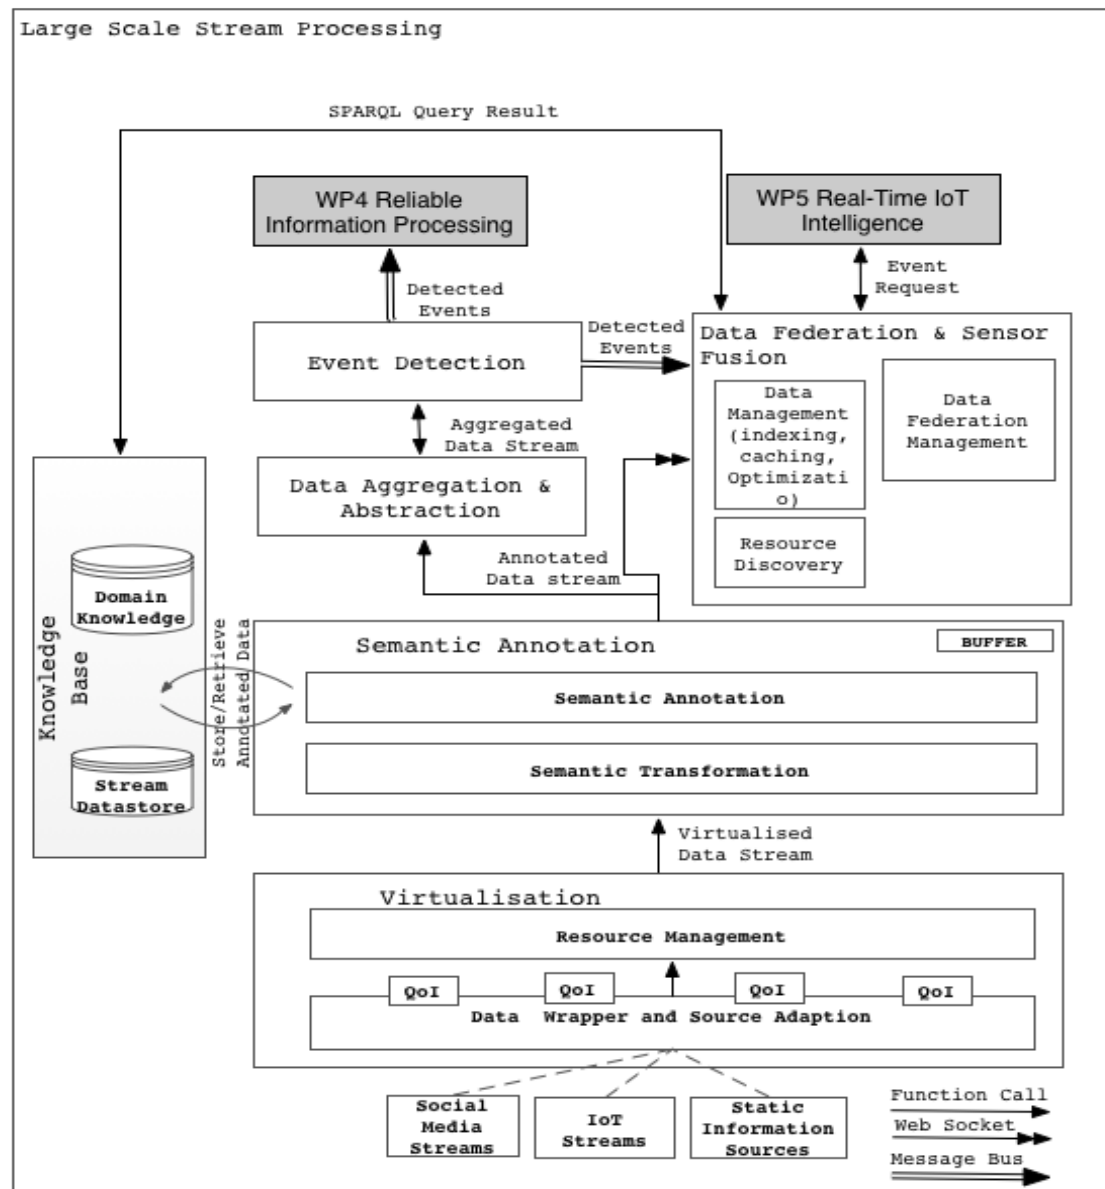 Large Scale Stream Processing
SPARQL Query Result
WP4 Reliable
Information Processing
WP5 Real-Time IoT
Intelligence
Detected
Events
Event
Request
Event Detection
Detected
Events
Data Federation & Sensor
Fusion
Data
Management
(indexing,
caching,
Optimizati
o)
Data
Federation
Management
Resource
Discovery
Aggregated
Data Stream
Data Aggregation &
Abstraction
Annotated
Data stream
Knowledge
Base
Domain
Knowledge
Stream
Datastore
Store/Retrieve
Annotated Data
Semantic Annotation
BUFFER
Semantic Annotation
Semantic Transformation
Virtualised
Data Stream
Virtualisation
Resource Management
QoI
QoI
QoI
QoI
Data Wrapper and Source Adaption
Social
Media
Streams
IoT
Streams
Static
Information
Sources
Function Call
Web Socket
Message Bus